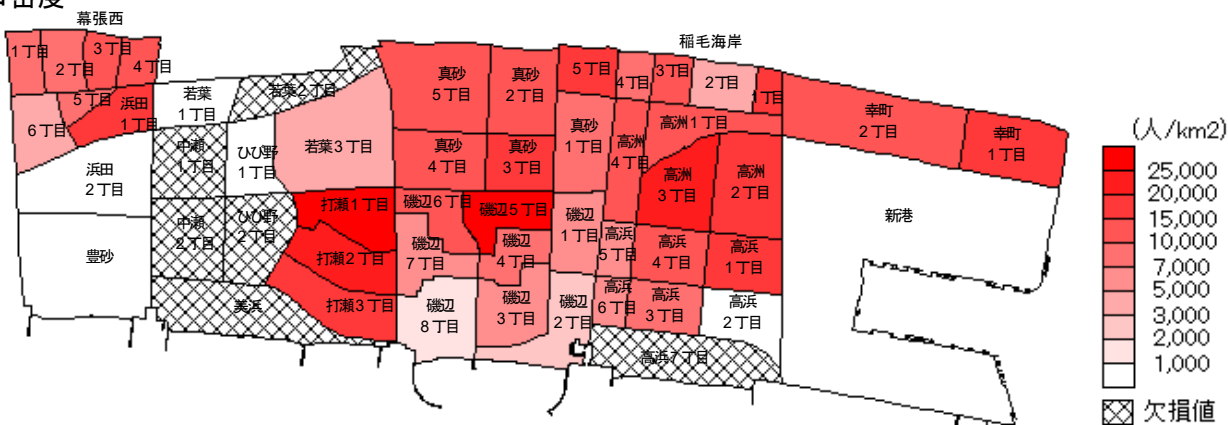 幕張西
1丁目
2丁目
3丁目
4丁目
5丁目
6丁目
浜田
1丁目
浜田
2丁目
豊砂
若葉
1丁目
若葉2丁目
若葉3丁目
中瀬
1丁目
中瀬
2丁目
ひび野
1丁目
ひび野
2丁目
美浜
打瀬1丁目
打瀬2丁目
打瀬3丁目
真砂
5丁目
真砂
2丁目
真砂
4丁目
真砂
3丁目
真砂
1丁目
磯辺6丁目
磯辺5丁目
磯辺
7丁目
磯辺
4丁目
磯辺
1丁目
磯辺
8丁目
磯辺
3丁目
磯辺
2丁目
稲毛海岸
5丁目
4丁目
3丁目
2丁目
1丁目
高洲1丁目
高洲
4丁目
高洲
3丁目
高洲
2丁目
高浜
5丁目
高浜
4丁目
高浜
1丁目
高浜
6丁目
高浜
3丁目
高浜
2丁目
高浜7丁目
幸町
2丁目
幸町
1丁目
新港
(人/km2)
25,000
20,000
15,000
10,000
7,000
5,000
3,000
2,000
1,000
欠損値